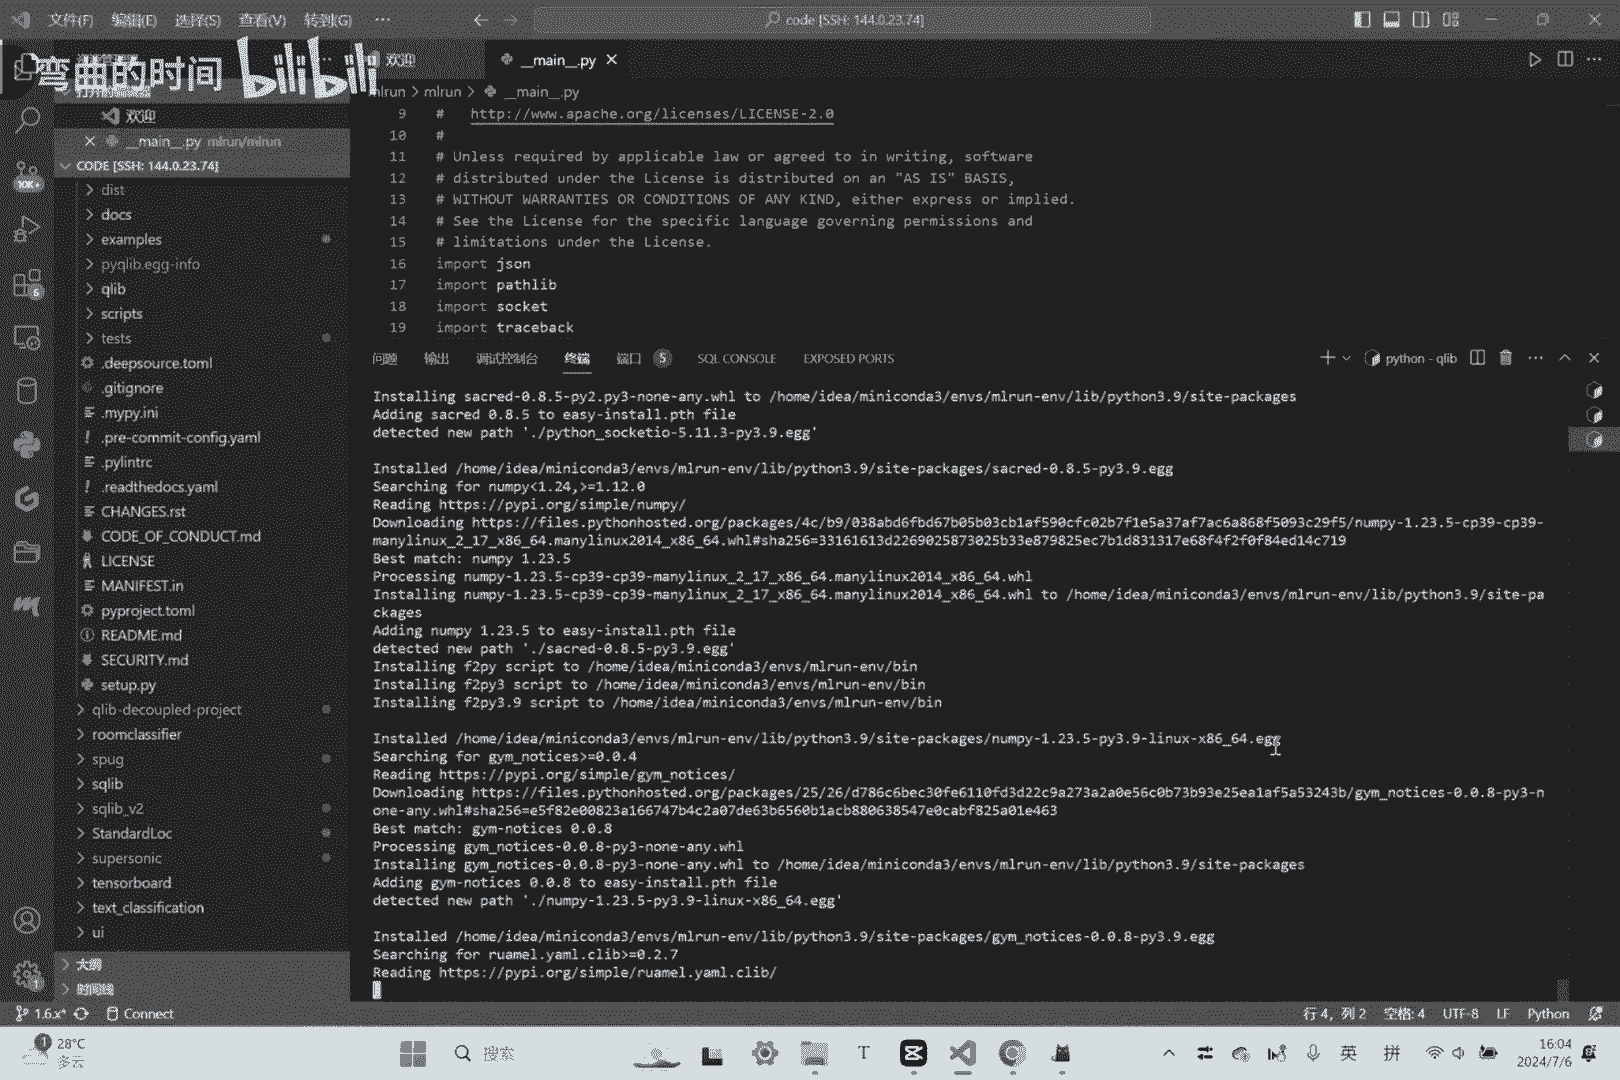 文件(F) 编辑(E) 选择(S) 查看(V) 转到(G) ··· code [SSH: 144.0.23.74]
弯曲的时间 bilibili
欢迎 __main__.py
mlrun > mlrun > __main__.py
欢迎
__main__.py mlrun/mlrun
CODE [SSH: 144.0.23.74]
10K+
6
dist
docs
examples
pyqlib.egg-info
qlib
scripts
tests
.deepsource.toml
.gitignore
.mypy.ini
.pre-commit-config.yaml
.pylintrc
.readthedocs.yaml
CHANGES.rst
CODE_OF_CONDUCT.md
LICENSE
MANIFEST.in
pyproject.toml
README.md
SECURITY.md
setup.py
qlib-decoupled-project
roomclassifier
spug
sqlib
sqlib_v2
StandardLoc
supersonic
tensorboard
text_classification
ui
大纲
时间线
1
9 # http://www.apache.org/licenses/LICENSE-2.0
10 #
11 # Unless required by applicable law or agreed to in writing, software
12 # distributed under the License is distributed on an "AS IS" BASIS,
13 # WITHOUT WARRANTIES OR CONDITIONS OF ANY KIND, either express or implied.
14 # See the License for the specific language governing permissions and
15 # limitations under the License.
16 import json
17 import pathlib
18 import socket
19 import traceback
问题 输出 调试控制台 终端 端口 5 SQL CONSOLE EXPOSED PORTS python - qlib
Installing sacred-0.8.5-py2.py3-none-any.whl to /home/idea/miniconda3/envs/mlrun-env/lib/python3.9/site-packages
Adding sacred 0.8.5 to easy-install.pth file
detected new path './python_socketio-5.11.3-py3.9.egg'
Installed /home/idea/miniconda3/envs/mlrun-env/lib/python3.9/site-packages/sacred-0.8.5-py3.9.egg
Searching for numpy<1.24,>=1.12.0
Reading https://pypi.org/simple/numpy/
Downloading https://files.pythonhosted.org/packages/4c/b9/038abd6fbd67b05b03cb1af590cfc02b7f1e5a37af7ac6a868f5093c29f5/numpy-1.23.5-cp39-cp39-
manylinux_2_17_x86_64.manylinux2014_x86_64.whl#sha256=33161613d2269025873025b33e879825ec7b1d831317e68f4f2f0f84ed14c719
Best match: numpy 1.23.5
Processing numpy-1.23.5-cp39-cp39-manylinux_2_17_x86_64.manylinux2014_x86_64.whl
Installing numpy-1.23.5-cp39-cp39-manylinux_2_17_x86_64.manylinux2014_x86_64.whl to /home/idea/miniconda3/envs/mlrun-env/lib/python3.9/site-pa
ckages
Adding numpy 1.23.5 to easy-install.pth file
detected new path './sacred-0.8.5-py3.9.egg'
Installing f2py script to /home/idea/miniconda3/envs/mlrun-env/bin
Installing f2py3 script to /home/idea/miniconda3/envs/mlrun-env/bin
Installing f2py3.9 script to /home/idea/miniconda3/envs/mlrun-env/bin
Installed /home/idea/miniconda3/envs/mlrun-env/lib/python3.9/site-packages/numpy-1.23.5-py3.9-linux-x86_64.egg
Searching for gym_notices>=0.0.4
Reading https://pypi.org/simple/gym_notices/
Downloading https://files.pythonhosted.org/packages/25/26/d786c6bec30fe6110fd3d22c9a273a2a0e56c0b73b93e25ea1af5a53243b/gym_notices-0.0.8-py3-n
one-any.whl#sha256=e5f82e00823a166747b4c2a07de63b6560b1acb880638547e0cabf825a01e463
Best match: gym-notices 0.0.8
Processing gym_notices-0.0.8-py3-none-any.whl
Installing gym_notices-0.0.8-py3-none-any.whl to /home/idea/miniconda3/envs/mlrun-env/lib/python3.9/site-packages
Adding gym-notices 0.0.8 to easy-install.pth file
detected new path './numpy-1.23.5-py3.9-linux-x86_64.egg'
Installed /home/idea/miniconda3/envs/mlrun-env/lib/python3.9/site-packages/gym_notices-0.0.8-py3.9.egg
Searching for ruamel.yaml.clib>=0.2.7
Reading https://pypi.org/simple/ruamel.yaml.clib/
1.6.x* Connect 行 4, 列 2 空格: 4 UTF-8 LF Python
1 28°C
多云
搜索
英 拼
16:04
2024/7/6